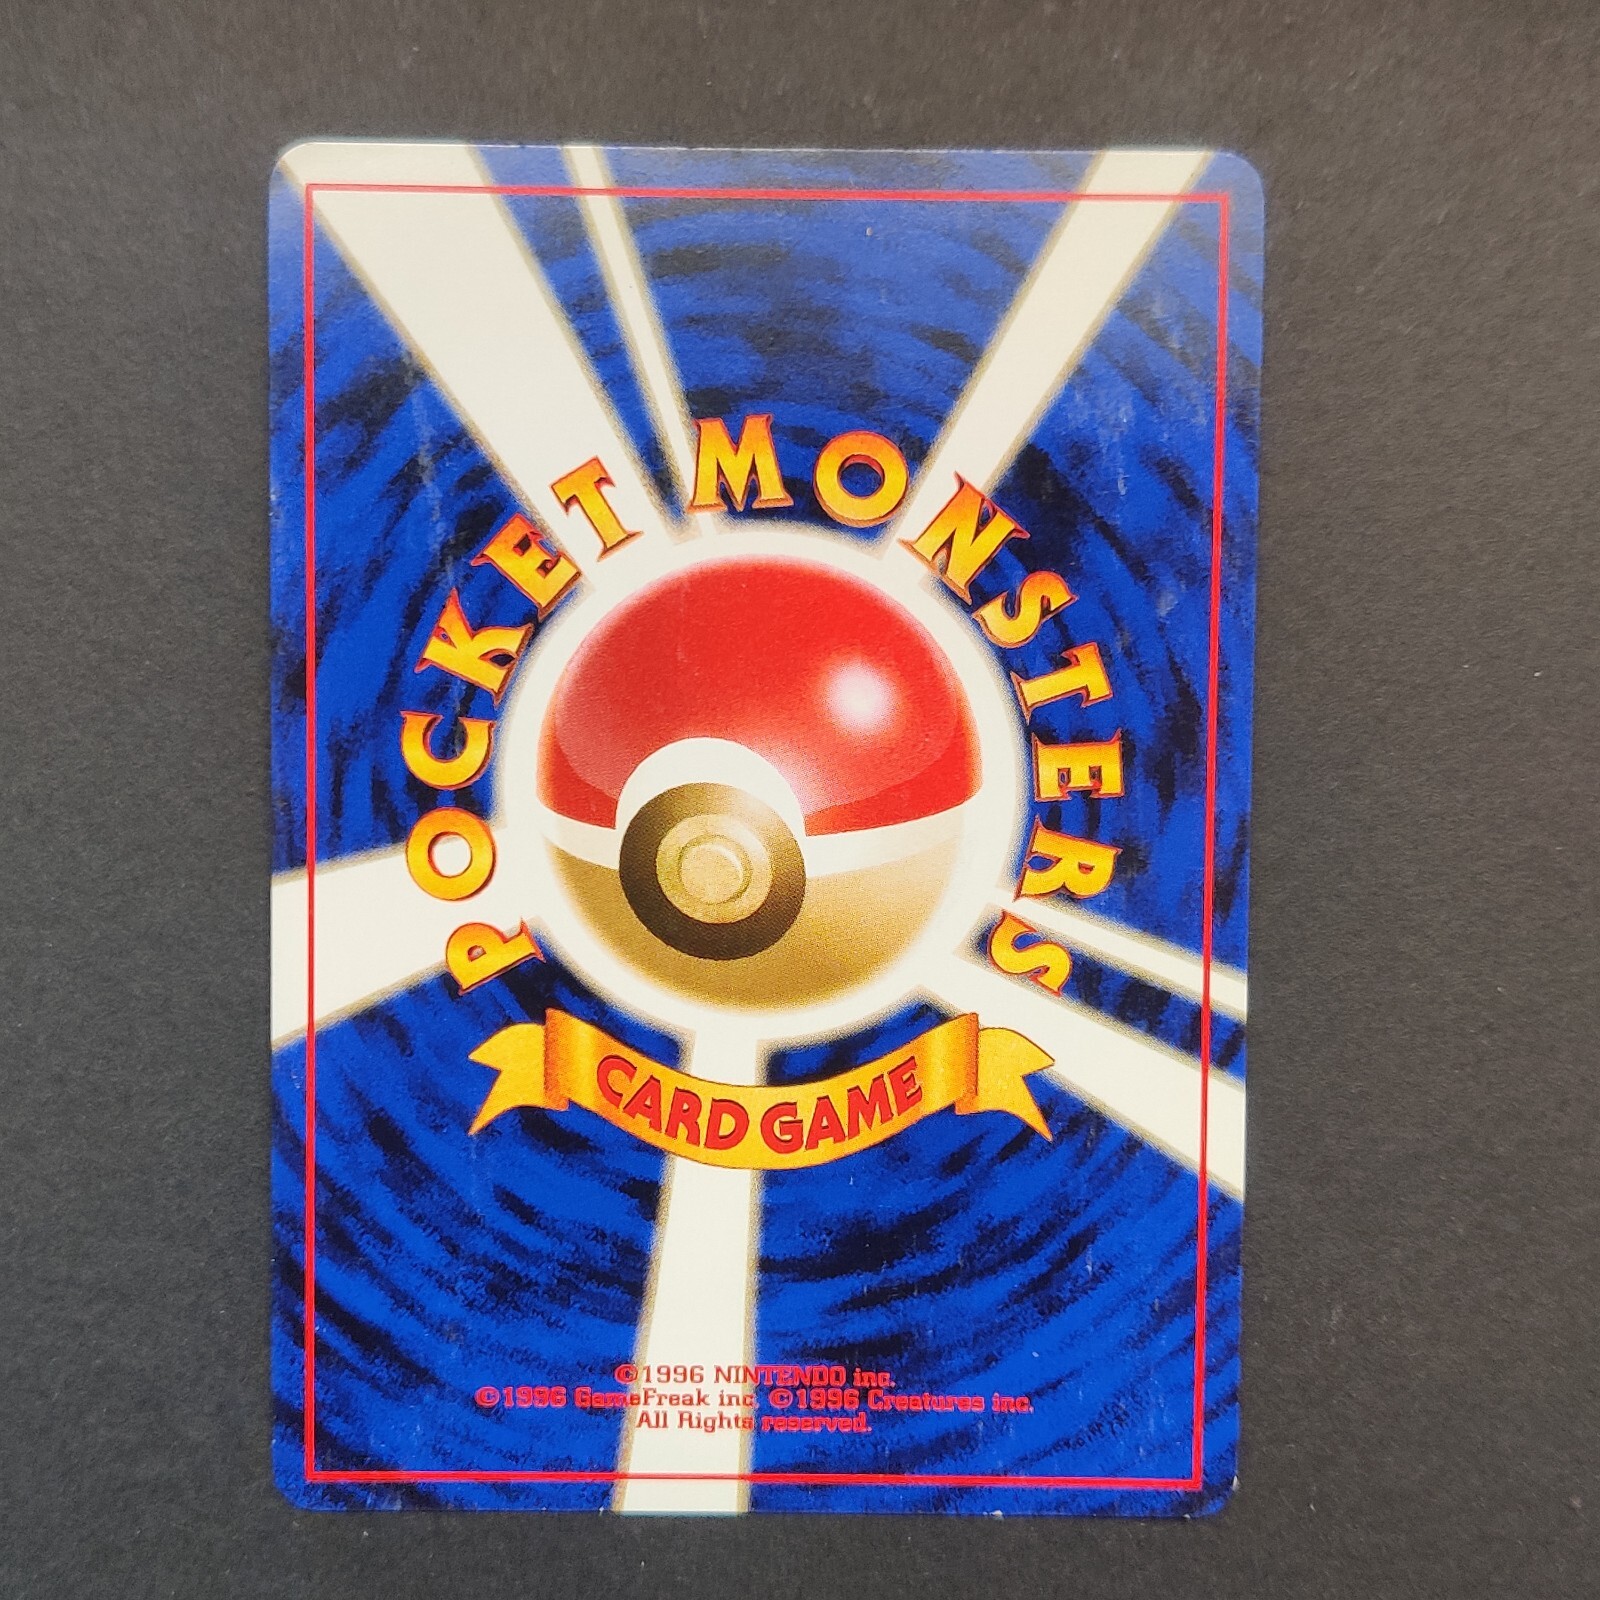 POCKET MONSTERS
CARD GAME
©1996 NINTENDO inc.
©1996 GameFreak inc. ©1996 Creatures inc.
All Rights reserved.